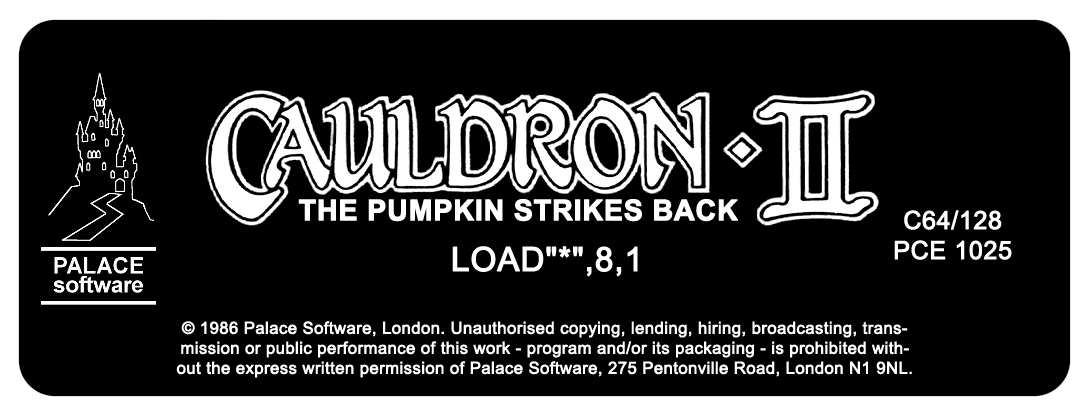 CAULDRON · II
THE PUMPKIN STRIKES BACK
LOAD"*",8,1
C64/128
PCE 1025
PALACE
software
© 1986 Palace Software, London. Unauthorised copying, lending, hiring, broadcasting, trans-
mission or public performance of this work - program and/or its packaging - is prohibited with-
out the express written permission of Palace Software, 275 Pentonville Road, London N1 9NL.